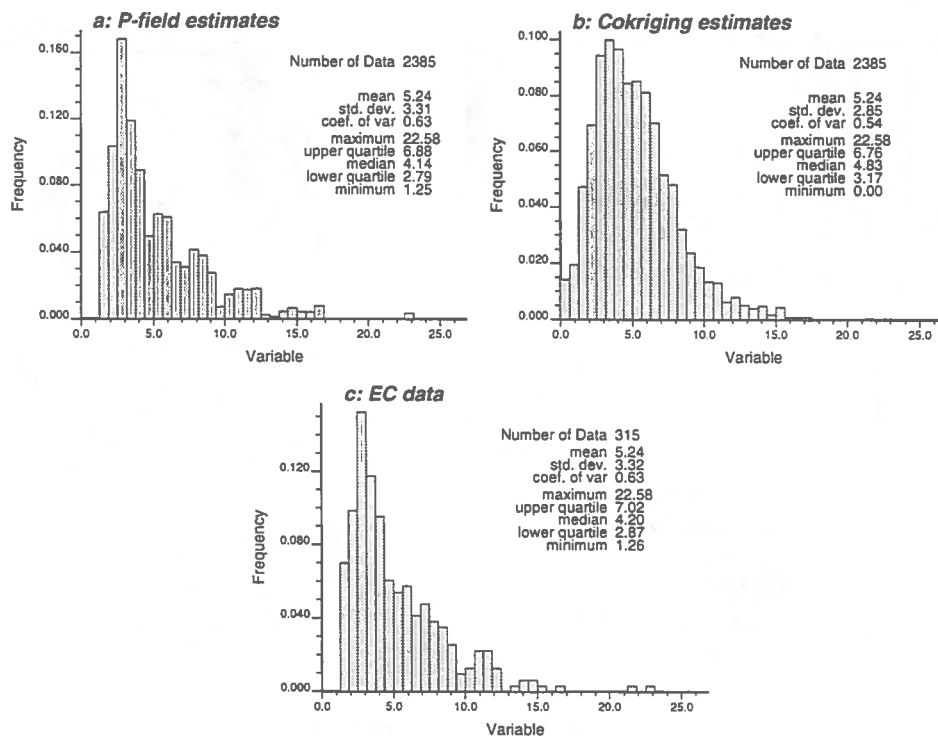 a: P-field estimates
0.160
0.120
0.080
0.040
0.000
Frequency
0.0 5.0 10.0 15.0 20.0 25.0
Variable
Number of Data 2385
mean 5.24
std. dev. 3.31
coef. of var 0.63
maximum 22.58
upper quartile 6.88
median 4.14
lower quartile 2.79
minimum 1.25
b: Cokriging estimates
0.100
0.080
0.060
0.040
0.020
0.000
Frequency
0.0 5.0 10.0 15.0 20.0 25.0
Variable
Number of Data 2385
mean 5.24
std. dev. 2.85
coef. of var 0.54
maximum 22.58
upper quartile 6.76
median 4.83
lower quartile 3.17
minimum 0.00
c: EC data
0.120
0.080
0.040
0.000
Frequency
0.0 5.0 10.0 15.0 20.0 25.0
Variable
Number of Data 315
mean 5.24
std. dev. 3.32
coef. of var 0.63
maximum 22.58
upper quartile 7.02
median 4.20
lower quartile 2.87
minimum 1.26